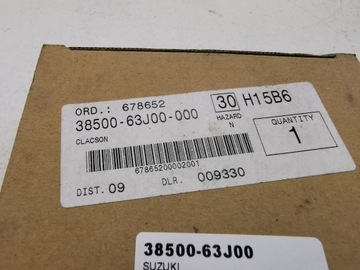 ORD.: 678652
30 H15B6
38500-63J00-000
HAZARD
N
QUANTITY
1
CLACSON
67865200002001
DIST. 09 DLR. 009330
38500-63J00
SUZUKI